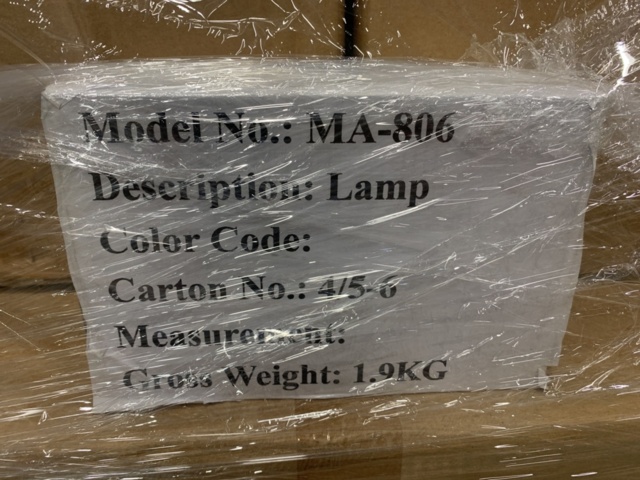 Model No.: MA-806
Description: Lamp
Color Code:
Carton No.: 4/5-6
Measurement:
Gross Weight: 1.9KG